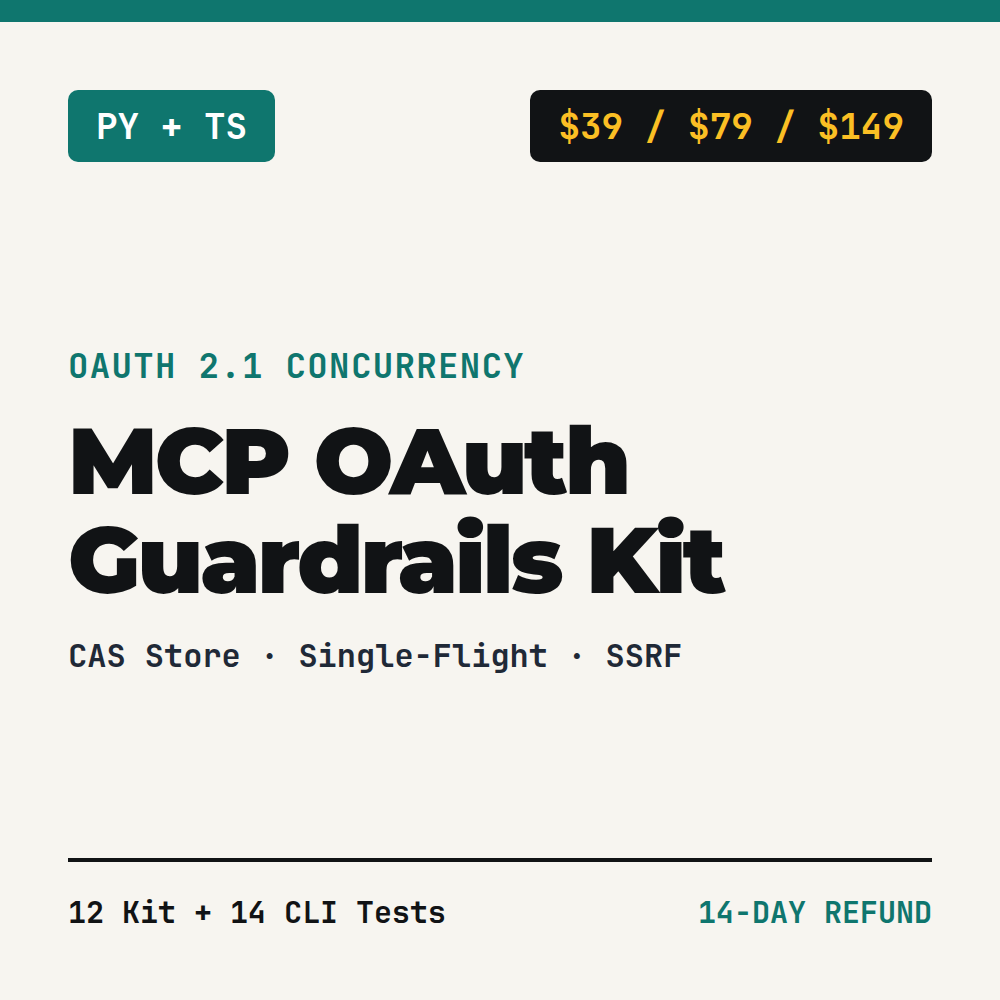 PY + TS
$39 / $79 / $149
OAUTH 2.1 CONCURRENCY
MCP OAuth
Guardrails Kit
CAS Store · Single-Flight · SSRF
12 Kit + 14 CLI Tests
14-DAY REFUND